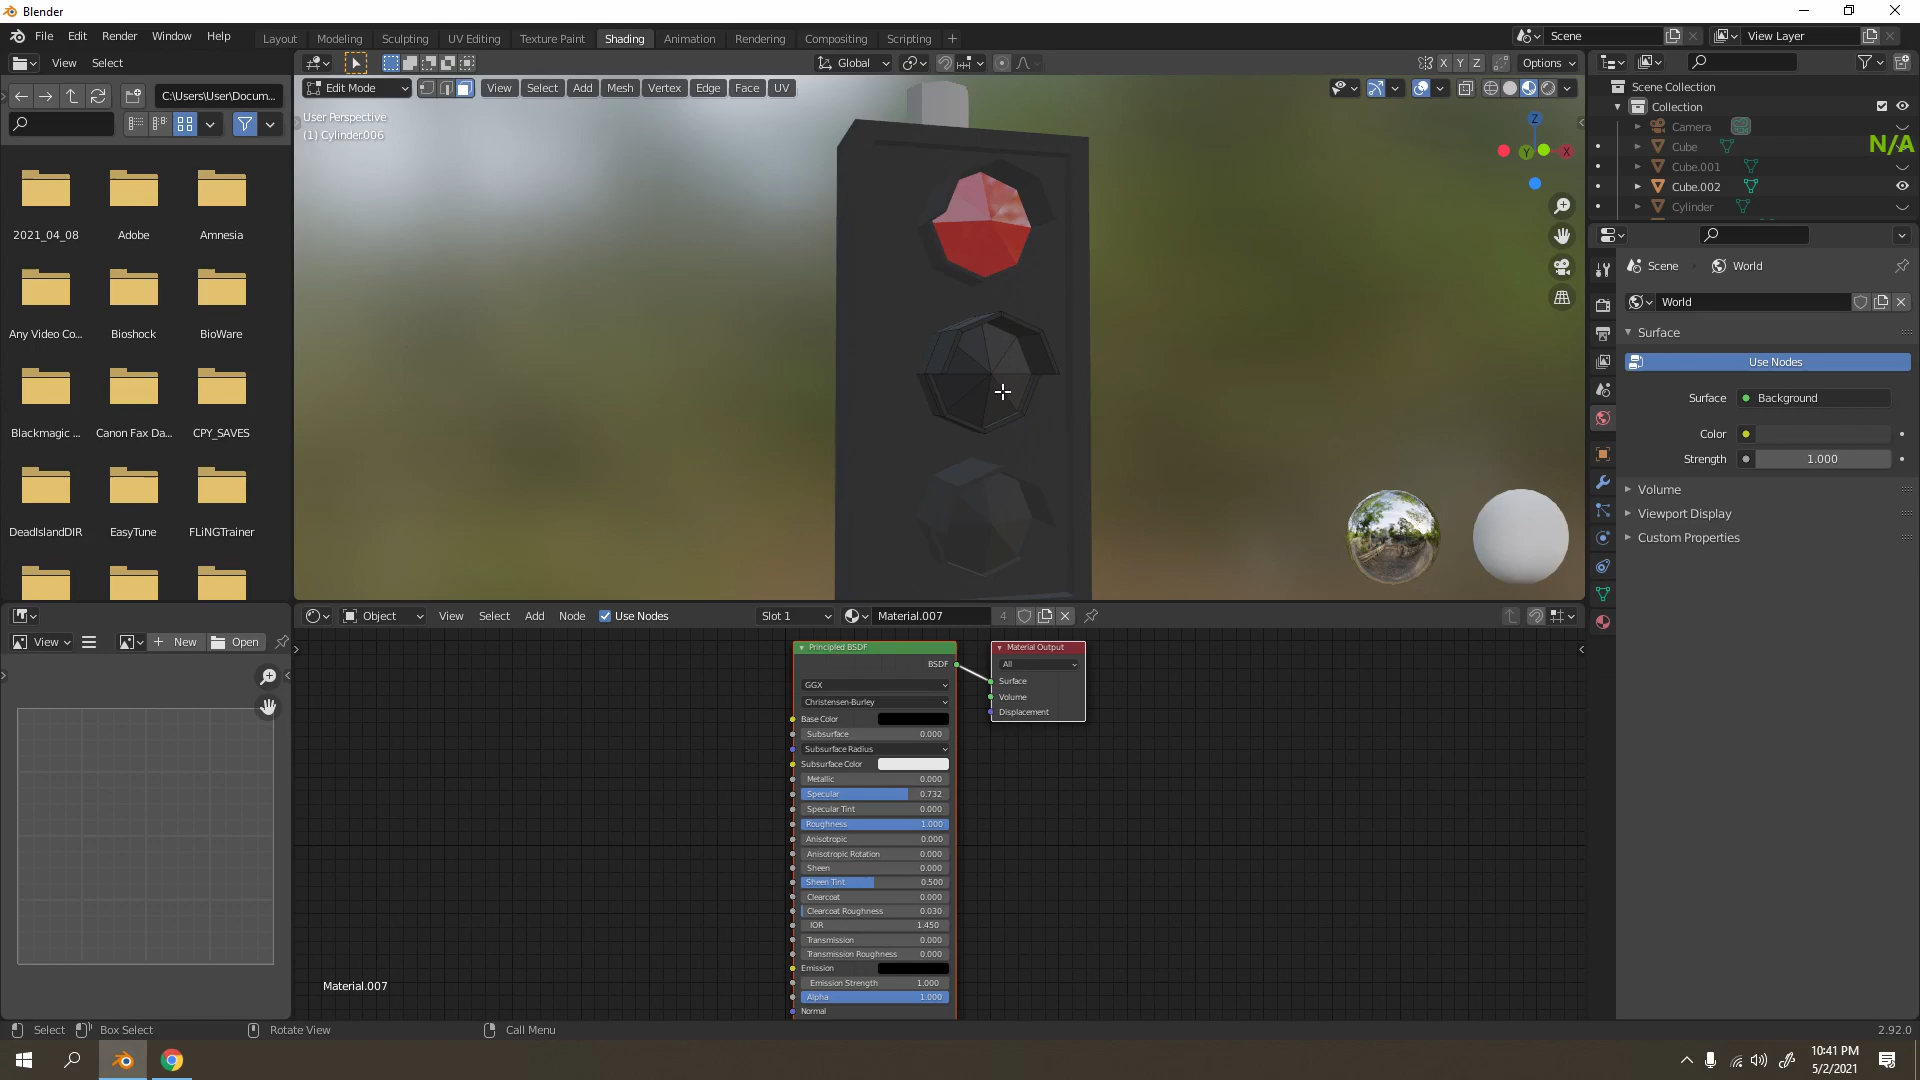 Blender
File Edit Render Window Help
Layout Modeling Sculpting UV Editing Texture Paint Shading Animation Rendering Compositing Scripting
Scene
View Layer
View Select
Global
X Y Z
Options
C:\Users\User\Docum...
Edit Mode
View Select Add Mesh Vertex Edge Face UV
User Perspective
(1) Cylinder.006
Z
X
Y
Scene Collection
Collection
Camera
Cube
Cube.001
Cube.002
Cylinder
N/A
2021_04_08 Adobe Amnesia
Any Video Co... Bioshock BioWare
Blackmagic ... Canon Fax Da... CPY_SAVES
DeadIslandDIR EasyTune FLiNGTrainer
Scene
World
World
Surface
Use Nodes
Surface Background
Color
Strength 1.000
Volume
Viewport Display
Custom Properties
View
New
Open
Object
View Select Add Node Use Nodes
Slot 1
Material.007
4
Principled BSDF
BSDF
GGX
Christensen-Burley
Base Color
Subsurface 0.000
Subsurface Radius
Subsurface Color
Metallic 0.000
Specular 0.732
Specular Tint 0.000
Roughness 1.000
Anisotropic 0.000
Anisotropic Rotation 0.000
Sheen 0.000
Sheen Tint 0.500
Clearcoat 0.000
Clearcoat Roughness 0.030
IOR 1.450
Transmission 0.000
Transmission Roughness 0.000
Emission
Emission Strength 1.000
Alpha 1.000
Normal
Material Output
All
Surface
Volume
Displacement
Material.007
Select Box Select Rotate View Call Menu
2.92.0
10:41 PM
5/2/2021